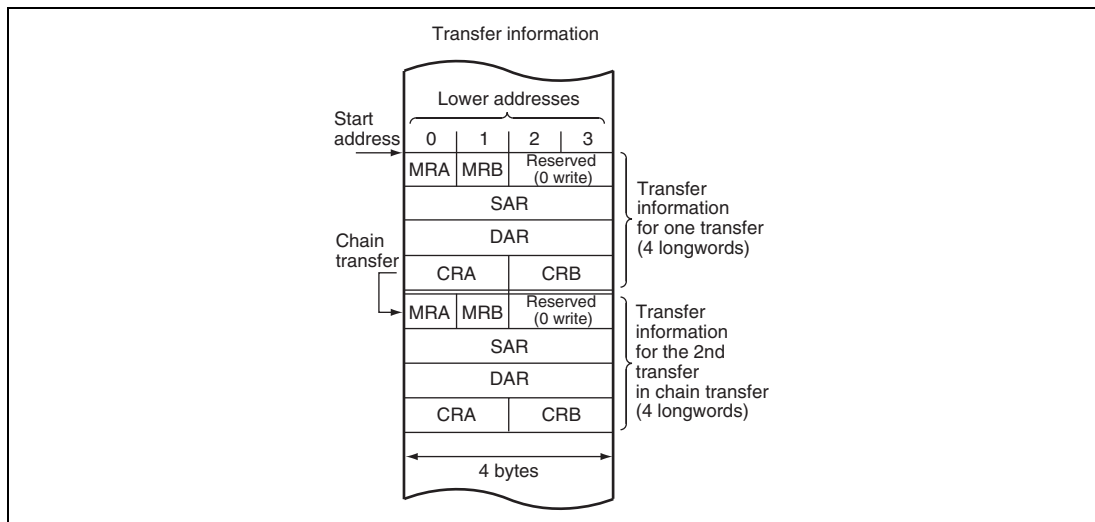 Transfer information
Lower addresses
Start
address
0 1 2 3
MRA MRB Reserved
(0 write)
SAR
DAR
CRA CRB
Transfer
information
for one transfer
(4 longwords)
Chain
transfer
MRA MRB Reserved
(0 write)
SAR
DAR
CRA CRB
Transfer
information
for the 2nd
transfer
in chain transfer
(4 longwords)
4 bytes